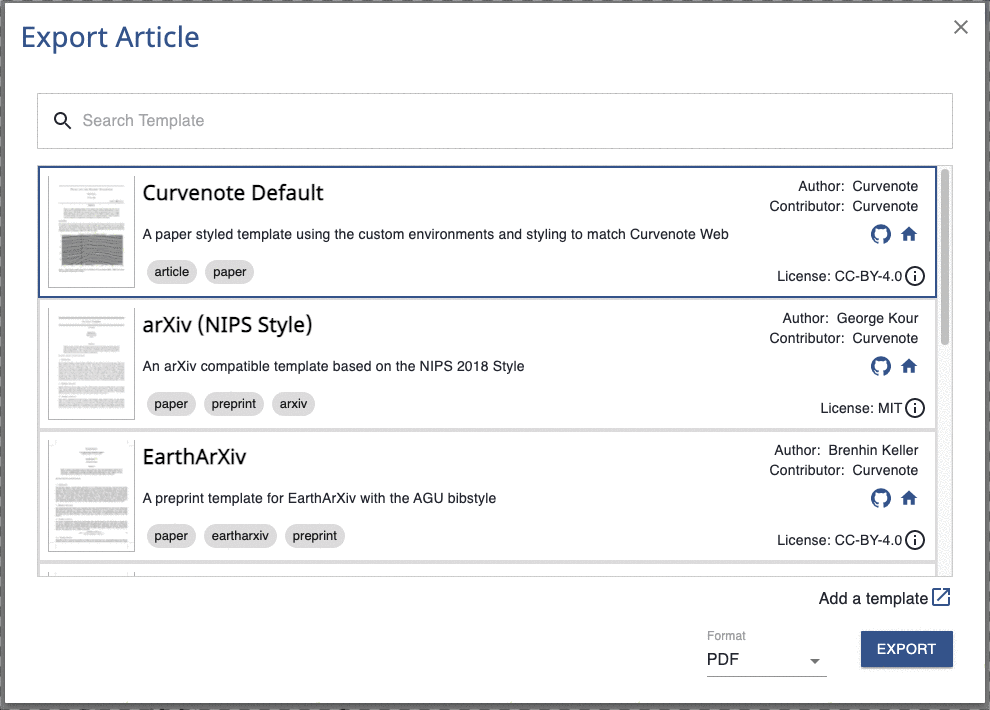 Export Article
Search Template
Curvenote Default
Author: Curvenote
Contributor: Curvenote
A paper styled template using the custom environments and styling to match Curvenote Web
article paper
License: CC-BY-4.0
arXiv (NIPS Style)
Author: George Kour
Contributor: Curvenote
An arXiv compatible template based on the NIPS 2018 Style
paper preprint arxiv
License: MIT
EarthArXiv
Author: Brenhin Keller
Contributor: Curvenote
A preprint template for EarthArXiv with the AGU bibstyle
paper eartharxiv preprint
License: CC-BY-4.0
Add a template
Format
PDF
EXPORT